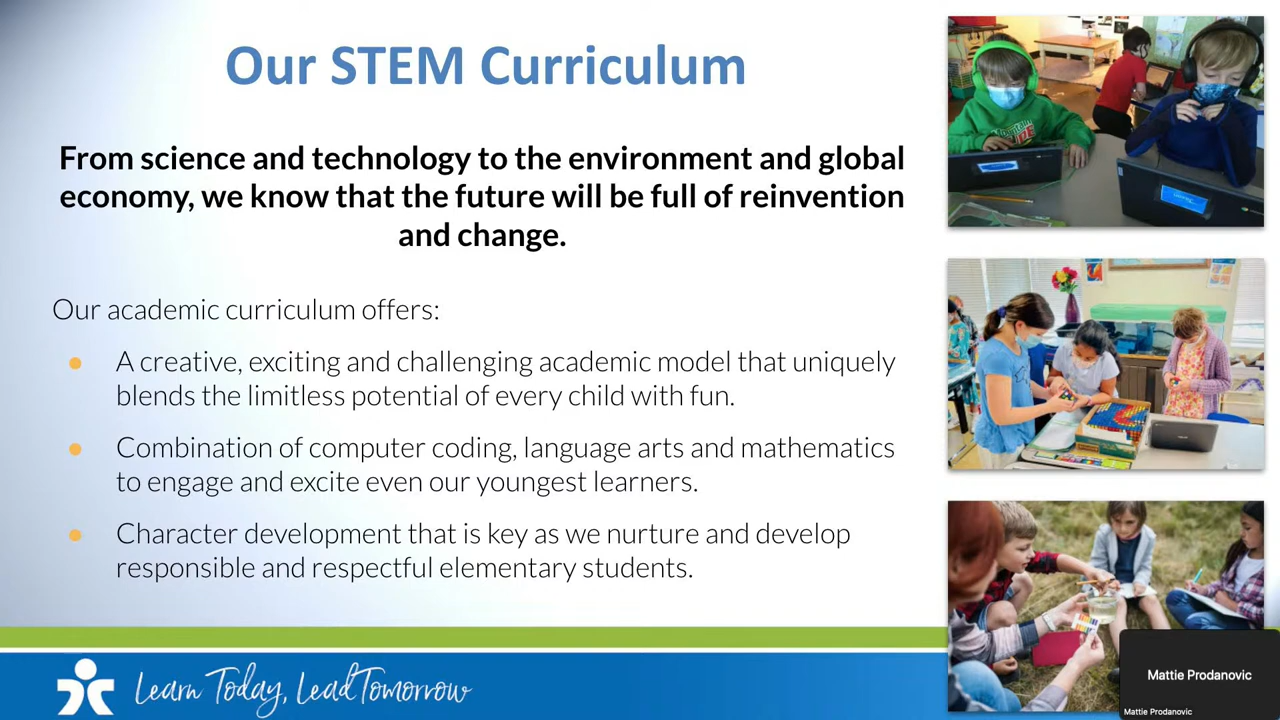 Our STEM Curriculum
From science and technology to the environment and global
economy, we know that the future will be full of reinvention
and change.
Our academic curriculum offers:
● A creative, exciting and challenging academic model that uniquely
blends the limitless potential of every child with fun.
● Combination of computer coding, language arts and mathematics
to engage and excite even our youngest learners.
● Character development that is key as we nurture and develop
responsible and respectful elementary students.
Learn Today, Lead Tomorrow
Mattie Prodanovic
Mattie Prodanovic